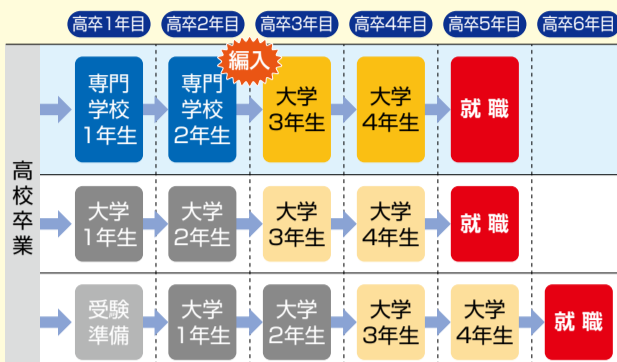 高卒1年目 高卒2年目 高卒3年目 高卒4年目 高卒5年目 高卒6年目
編入
高校卒業
専門
学校
1年生
専門
学校
2年生
大学
3年生
大学
4年生
就職
大学
1年生
大学
2年生
大学
3年生
大学
4年生
就職
受験
準備
大学
1年生
大学
2年生
大学
3年生
大学
4年生
就職